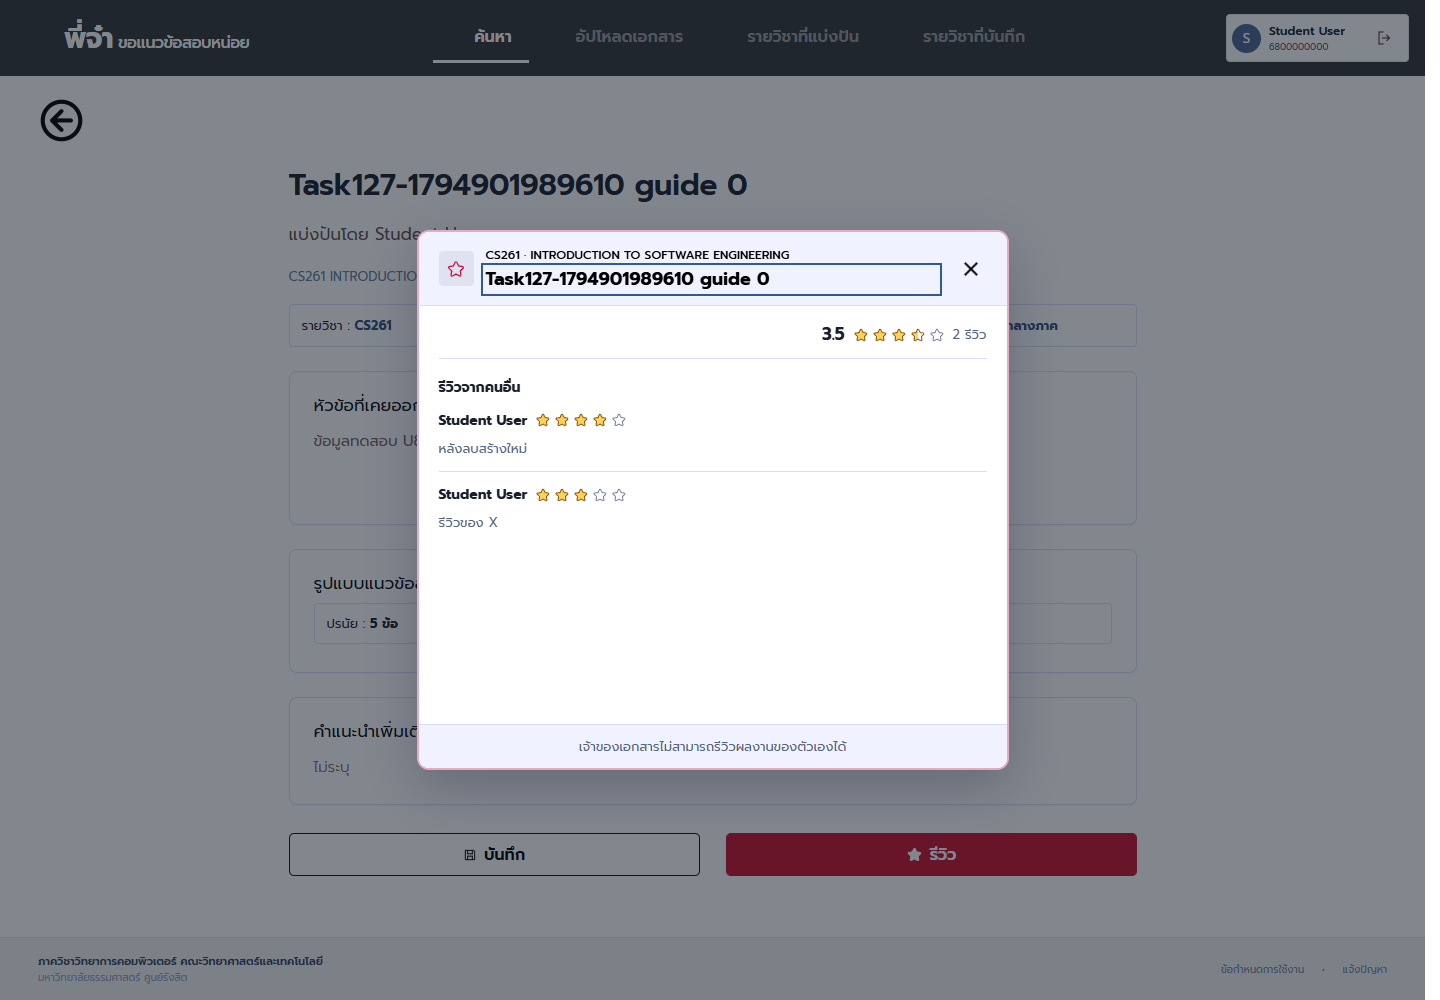 พี่จ๋า ขอแนวข้อสอบหน่อย
ค้นหา
อัปโหลดเอกสาร
รายวิชาที่แบ่งปัน
รายวิชาที่บันทึก
S
Student User
6800000000
Task127-1794901989610 guide 0
แบ่งปันโดย Stude
CS261 INTRODUCTIO
CS261 · INTRODUCTION TO SOFTWARE ENGINEERING
Task127-1794901989610 guide 0
รายวิชา : CS261
กลางภาค
3.5
2 รีวิว
รีวิวจากคนอื่น
Student User
หลังลบสร้างใหม่
Student User
รีวิวของ X
หัวข้อที่เคยออก
ข้อมูลทดสอบ U8
รูปแบบแนวข้อ
ปรนัย : 5 ข้อ
คำแนะนำเพิ่มเติ
ไม่ระบุ
เจ้าของเอกสารไม่สามารถรีวิวผลงานของตัวเองได้
บันทึก
รีวิว
ภาควิชาวิทยาการคอมพิวเตอร์ คณะวิทยาศาสตร์และเทคโนโลยี
มหาวิทยาลัยธรรมศาสตร์ ศูนย์รังสิต
ข้อกำหนดการใช้งาน
•
แจ้งปัญหา